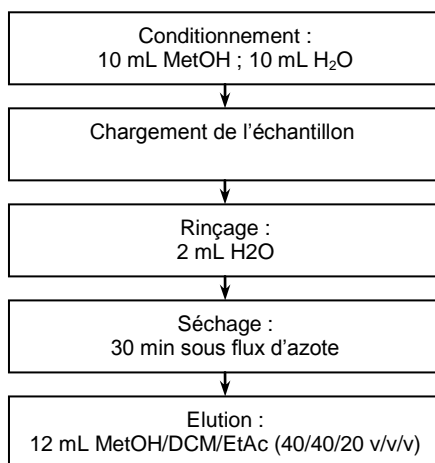 Conditionnement :
10 mL MetOH ; 10 mL H₂O
Chargement de l'échantillon
Rinçage :
2 mL H2O
Séchage :
30 min sous flux d'azote
Elution :
12 mL MetOH/DCM/EtAc (40/40/20 v/v/v)